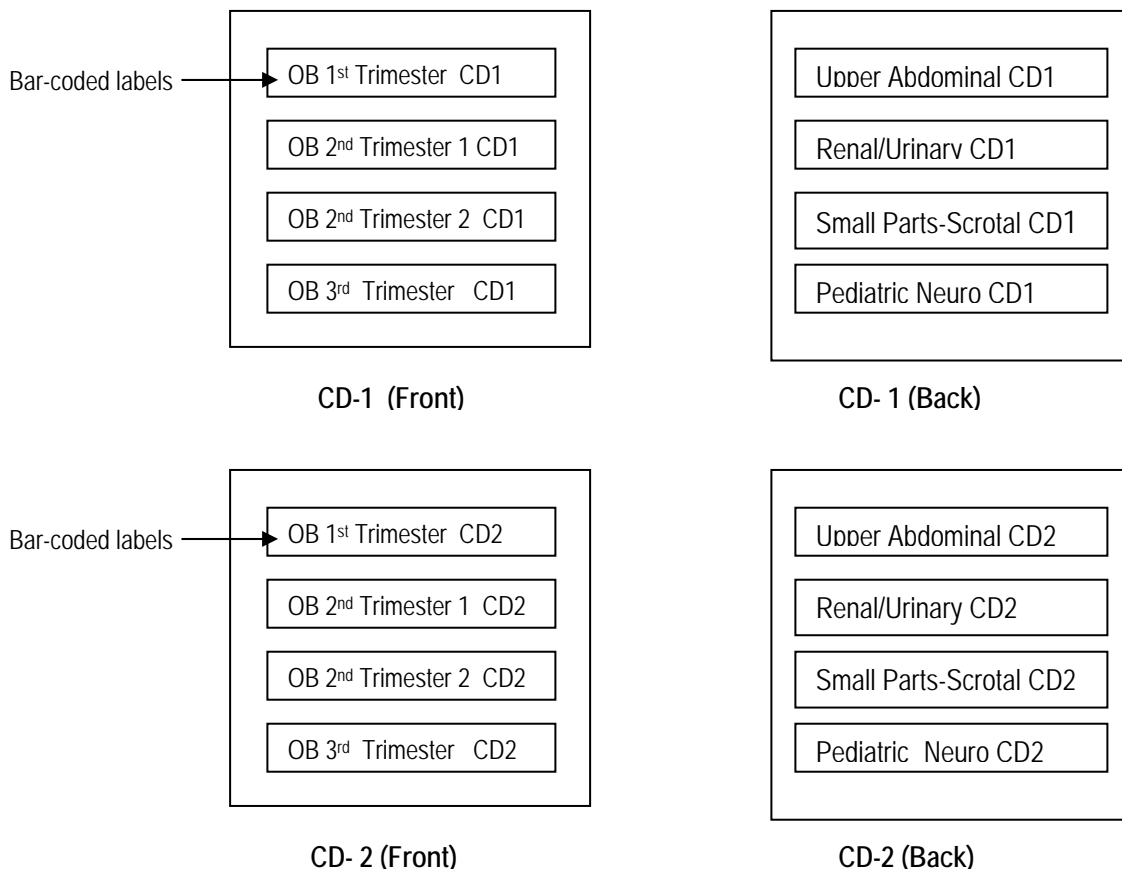 OB 1st Trimester CD1
Bar-coded labels
OB 2nd Trimester 1 CD1
OB 2nd Trimester 2 CD1
OB 3rd Trimester CD1
CD-1 (Front)
Upper Abdominal CD1
Renal/Urinary CD1
Small Parts-Scrotal CD1
Pediatric Neuro CD1
CD- 1 (Back)
OB 1st Trimester CD2
Bar-coded labels
OB 2nd Trimester 1 CD2
OB 2nd Trimester 2 CD2
OB 3rd Trimester CD2
CD- 2 (Front)
Upper Abdominal CD2
Renal/Urinary CD2
Small Parts-Scrotal CD2
Pediatric Neuro CD2
CD-2 (Back)